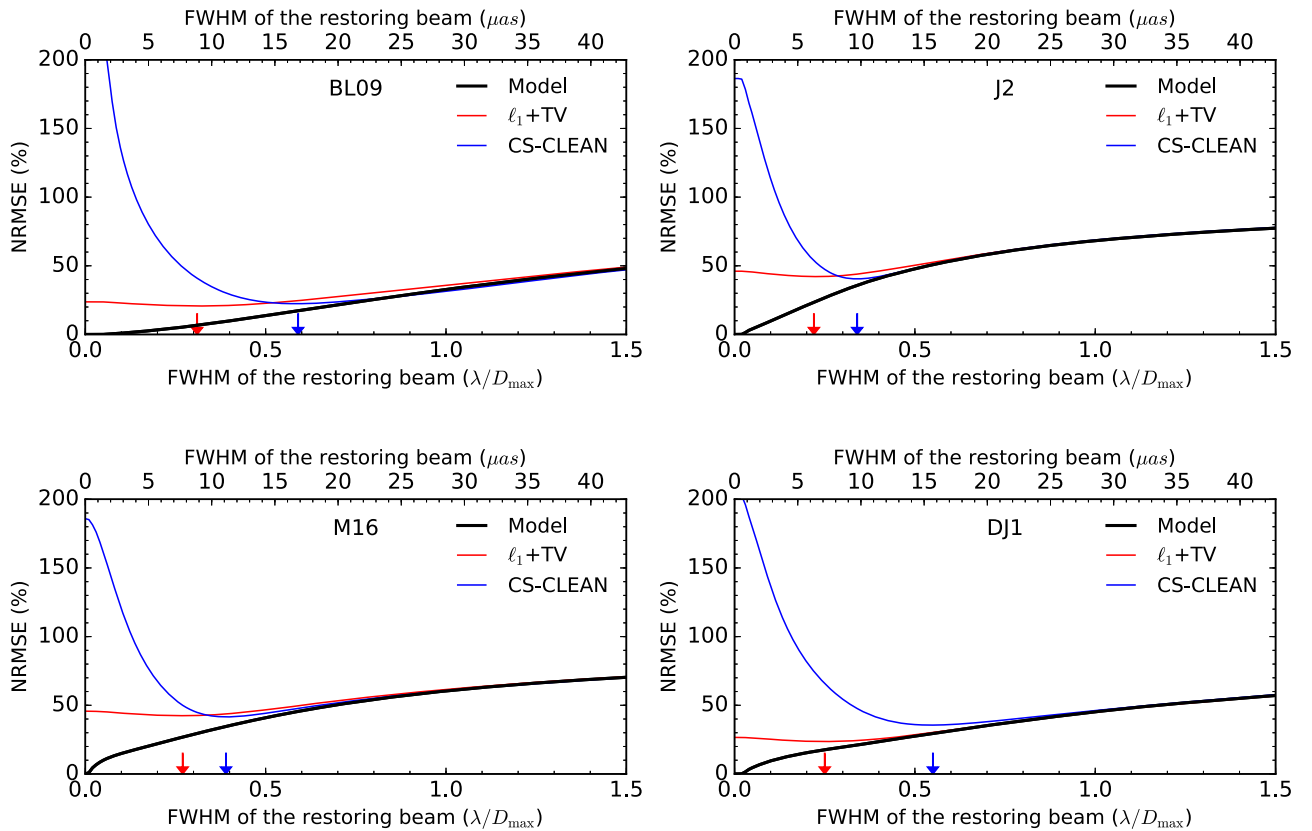 FWHM of the restoring beam (μas)
0 5 10 15 20 25 30 35 40
200
150
100
50
0
NRMSE (%)
BL09
Model
ℓ₁+TV
CS-CLEAN
0.0 0.5 1.0 1.5
FWHM of the restoring beam (λ/D_max)
FWHM of the restoring beam (μas)
0 5 10 15 20 25 30 35 40
200
150
100
50
0
NRMSE (%)
J2
Model
ℓ₁+TV
CS-CLEAN
0.0 0.5 1.0 1.5
FWHM of the restoring beam (λ/D_max)
FWHM of the restoring beam (μas)
0 5 10 15 20 25 30 35 40
200
150
100
50
0
NRMSE (%)
M16
Model
ℓ₁+TV
CS-CLEAN
0.0 0.5 1.0 1.5
FWHM of the restoring beam (λ/D_max)
FWHM of the restoring beam (μas)
0 5 10 15 20 25 30 35 40
200
150
100
50
0
NRMSE (%)
DJ1
Model
ℓ₁+TV
CS-CLEAN
0.0 0.5 1.0 1.5
FWHM of the restoring beam (λ/D_max)